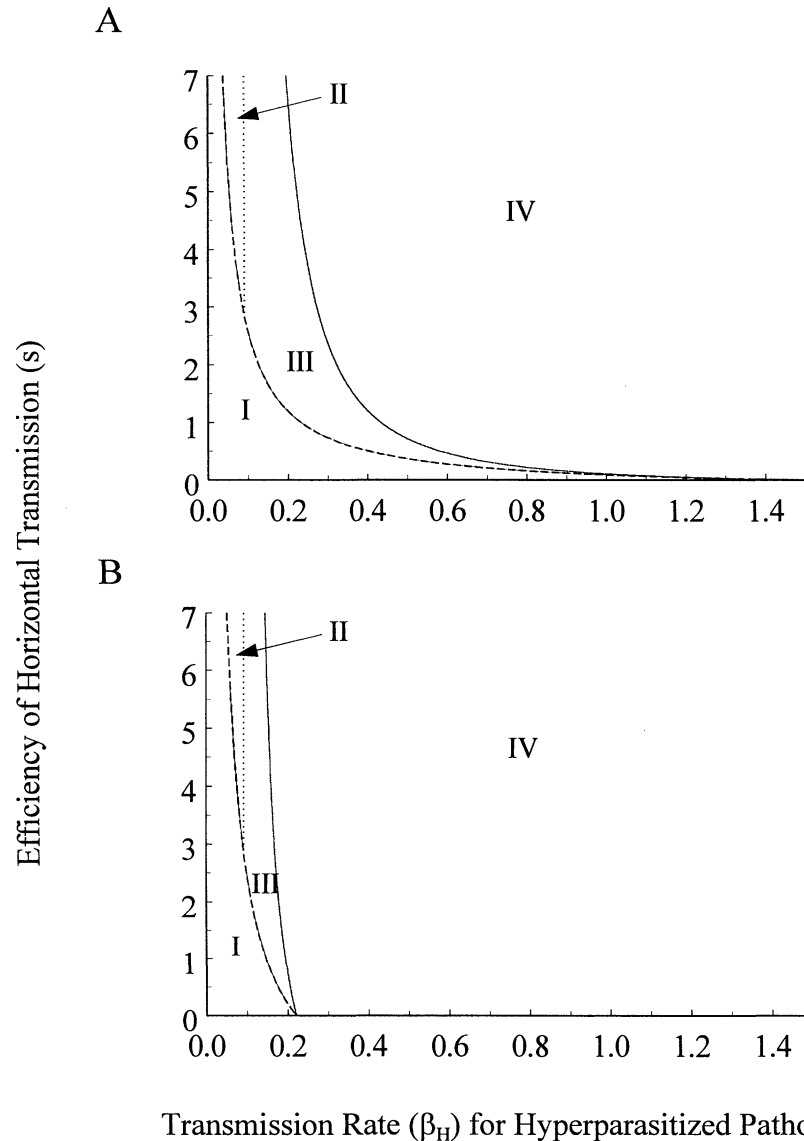 A
Efficiency of Horizontal Transmission (s)
7
6
5
4
3
2
1
0
II
IV
III
I
0.0 0.2 0.4 0.6 0.8 1.0 1.2 1.4
B
7
6
5
4
3
2
1
0
II
IV
III
I
0.0 0.2 0.4 0.6 0.8 1.0 1.2 1.4
Transmission Rate (β_H) for Hyperparasitized Patho